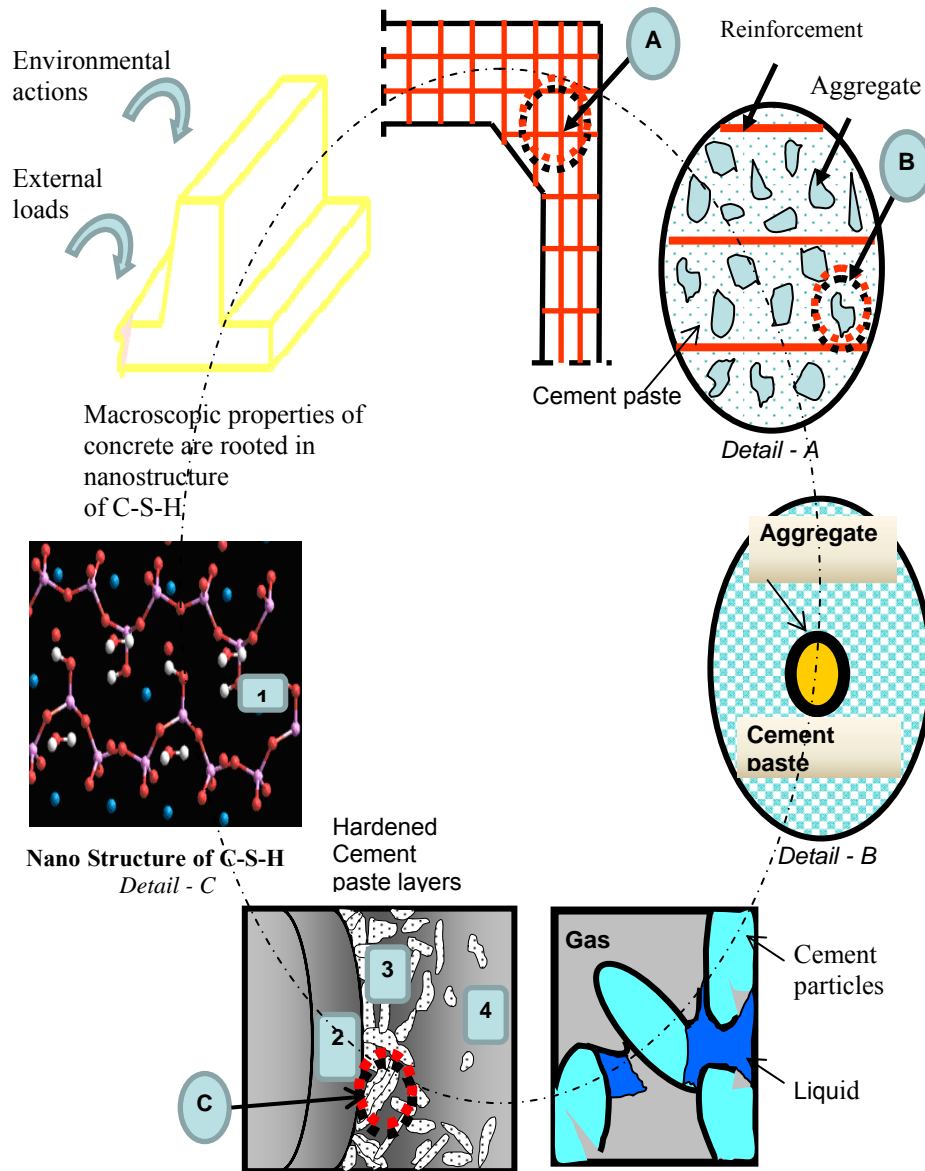 Environmental
actions
External
loads
A
Reinforcement
Aggregate
B
Cement paste
Detail - A
Macroscopic properties of
concrete are rooted in
nanostructure
of C-S-H
1
Nano Structure of C-S-H
Detail - C
Aggregate
Cement
paste
Detail - B
Hardened
Cement
paste layers
3
4
2
C
Gas
Cement
particles
Liquid